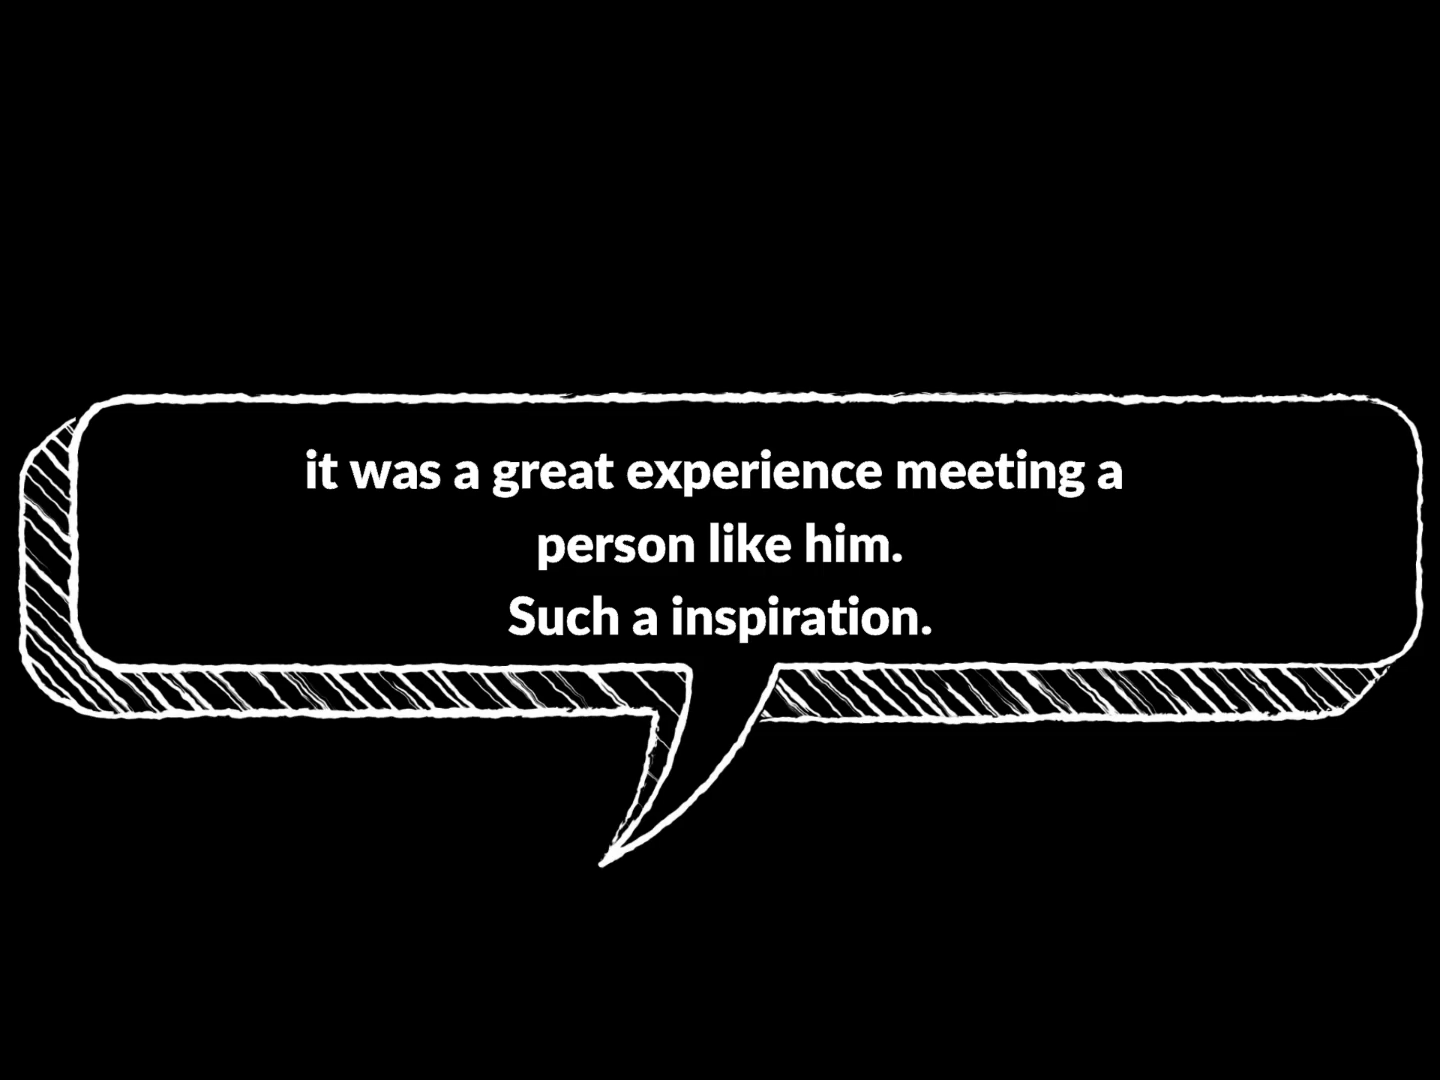 it was a great experience meeting a
person like him.
Such a inspiration.